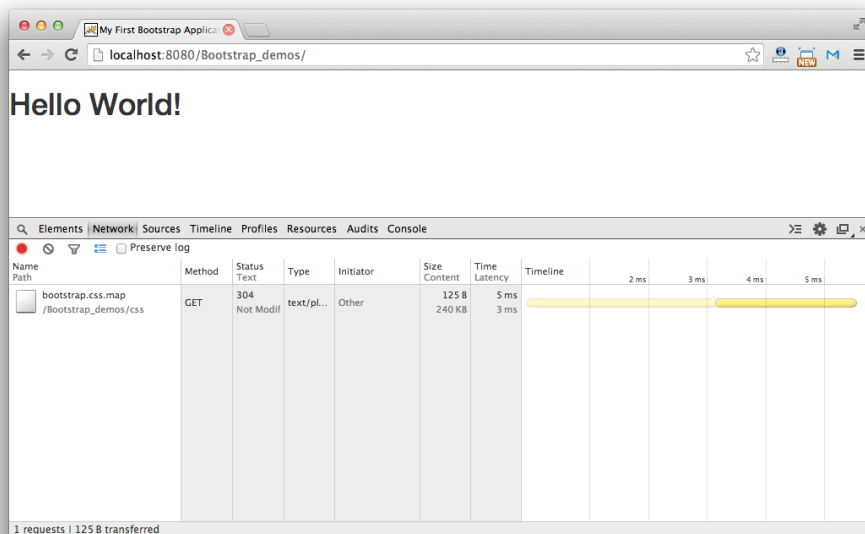 My First Bootstrap Applica
localhost:8080/Bootstrap_demos/
NEW
Hello World!
Elements Network Sources Timeline Profiles Resources Audits Console
Preserve log
Name Method Status Type Initiator Size Time Timeline
Path Text Content Latency
2 ms 3 ms 4 ms 5 ms
bootstrap.css.map GET 304 text/pl... Other 125 B 5 ms
/Bootstrap_demos/css Not Modif 240 KB 3 ms
1 requests | 125 B transferred